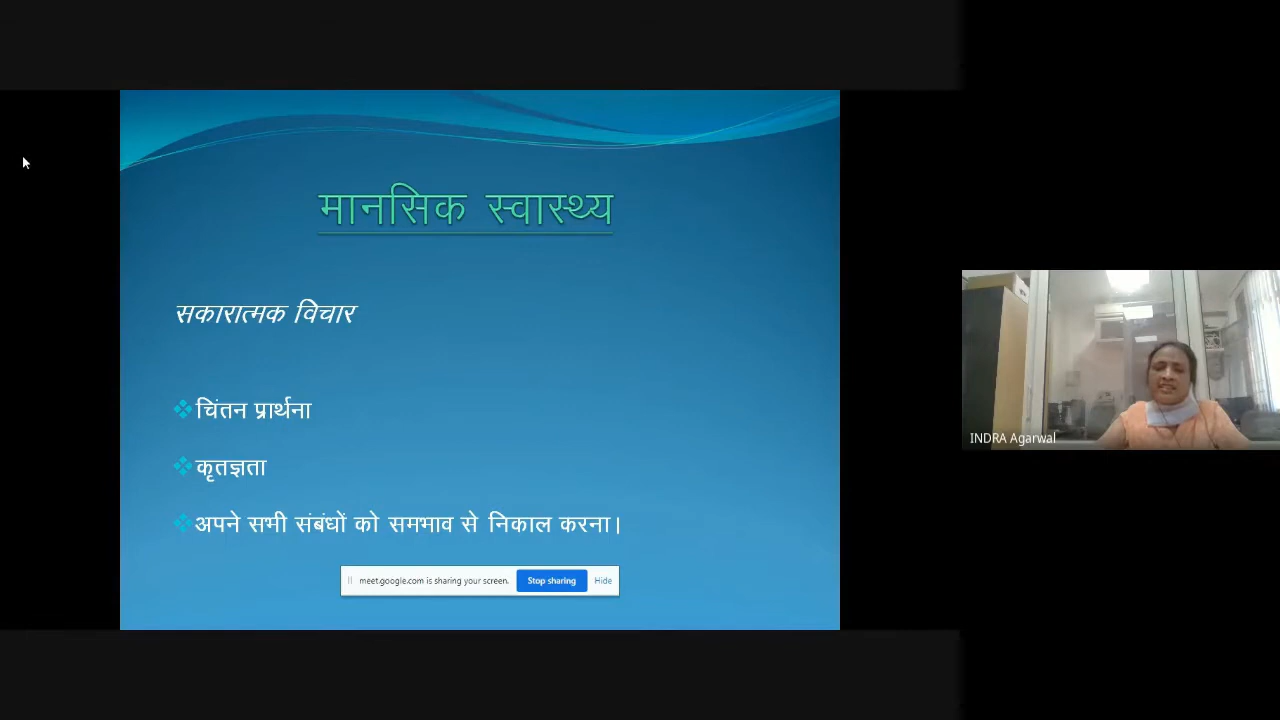 मानसिक स्वास्थ्य
सकारात्मक विचार
चिंतन प्रार्थना
कृतज्ञता
अपने सभी संबंधों को समभाव से निकाल करना।
meet.google.com is sharing your screen.
Stop sharing
Hide
INDRA Agarwal